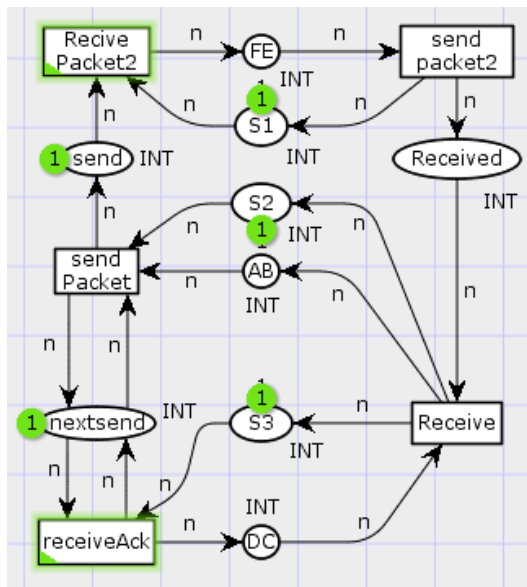 n
n
Recive
Packet2
FE
send
packet2
INT
1
n
n
n
S1
n
1
send
INT
INT
Received
n
S2
n
n
INT
1
INT
send
Packet
AB
n
n
INT
n
n
n
1
INT
1
nextsend
S3
n
Receive
INT
n
n
n
INT
receiveAck
n
DC
n